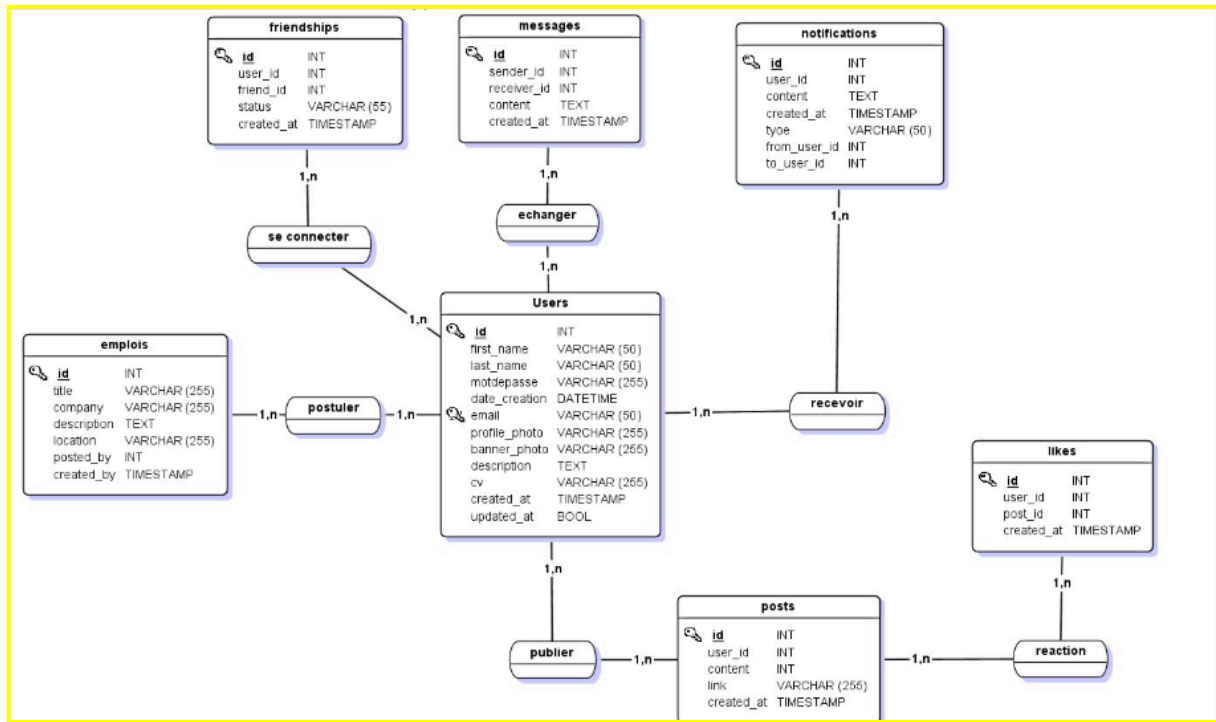 friendships
id INT
user_id INT
friend_id INT
status VARCHAR (55)
created_at TIMESTAMP
messages
id INT
sender_id INT
receiver_id INT
content TEXT
created_at TIMESTAMP
notifications
id INT
user_id INT
content TEXT
created_at TIMESTAMP
tyoe VARCHAR (50)
from_user_id INT
to_user_id INT
1,n
1,n
1,n
se connecter
echanger
1,n
1,n
Users
id INT
first_name VARCHAR (50)
last_name VARCHAR (50)
motdepasse VARCHAR (255)
date_creation DATETIME
email VARCHAR (50)
profile_photo VARCHAR (255)
banner_photo VARCHAR (255)
description TEXT
cv VARCHAR (255)
created_at TIMESTAMP
updated_at BOOL
emplois
id INT
title VARCHAR (255)
company VARCHAR (255)
description TEXT
location VARCHAR (255)
posted_by INT
created_by TIMESTAMP
1,n
postuler
1,n
1,n
recevoir
likes
id INT
user_id INT
post_id INT
created_at TIMESTAMP
1,n
1,n
publier
1,n
posts
id INT
user_id INT
content INT
link VARCHAR (255)
created_at TIMESTAMP
1,n
reaction